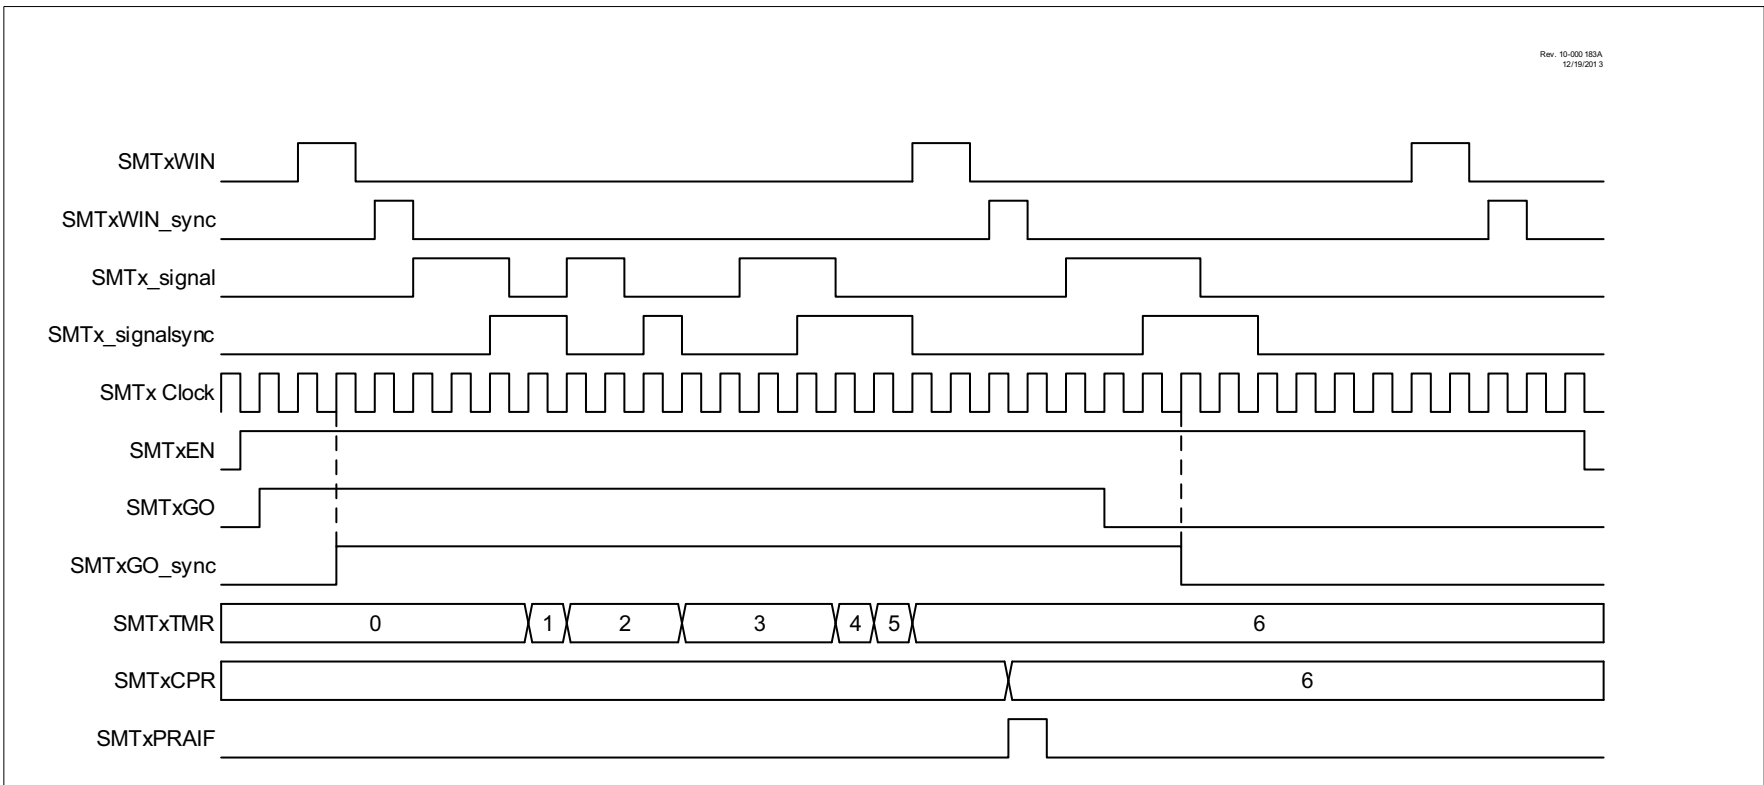 Rev. 10-000 183A
12/19/201 3
SMTxWIN
SMTxWIN_sync
SMTx_signal
SMTx_signalsync
SMTx Clock
SMTxEN
SMTxGO
SMTxGO_sync
SMTxTMR 0 1 2 3 4 5 6
SMTxCPR 6
SMTxPRAIF